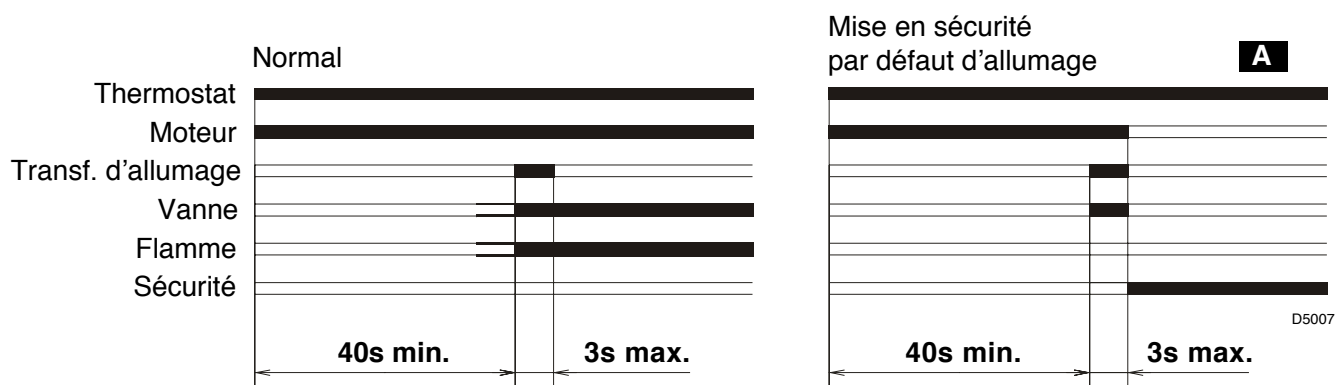 Normal
Mise en sécurité
par défaut d'allumage
A
Thermostat
Moteur
Transf. d'allumage
Vanne
Flamme
Sécurité
D5007
40s min.
3s max.
40s min.
3s max.